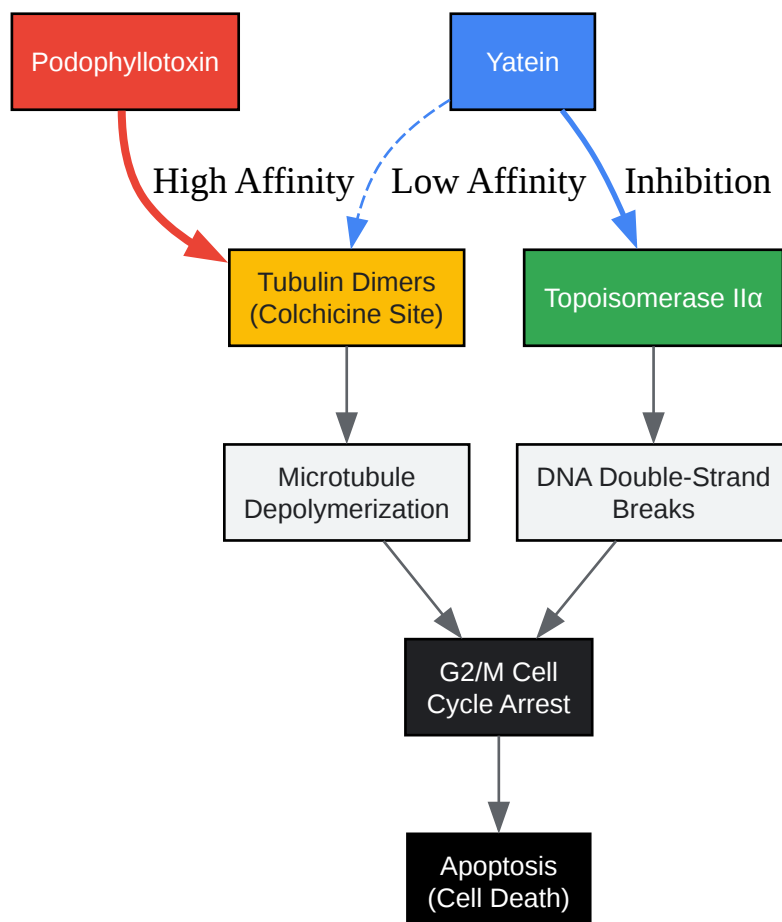 Podophyllotoxin
Yatein
High Affinity
Low Affinity
Inhibition
Tubulin Dimers
(Colchicine Site)
Topoisomerase IIα
Microtubule
Depolymerization
DNA Double-Strand
Breaks
G2/M Cell
Cycle Arrest
Apoptosis
(Cell Death)